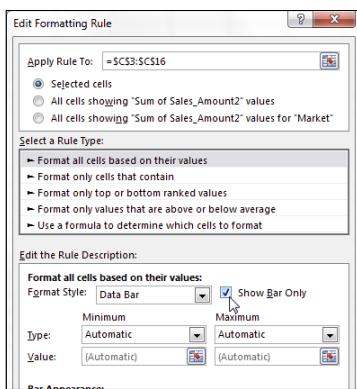 Edit Formatting Rule
Apply Rule To: =$C$3:$C$16
Selected cells
All cells showing "Sum of Sales_Amount2" values
All cells showing "Sum of Sales_Amount2" values for "Market"
Select a Rule Type:
► Format all cells based on their values
► Format only cells that contain
► Format only top or bottom ranked values
► Format only values that are above or below average
► Use a formula to determine which cells to format
Edit the Rule Description:
Format all cells based on their values:
Format Style: Data Bar Show Bar Only
Minimum Maximum
Type: Automatic Automatic
Value: (Automatic) (Automatic)
Bar Appearance: